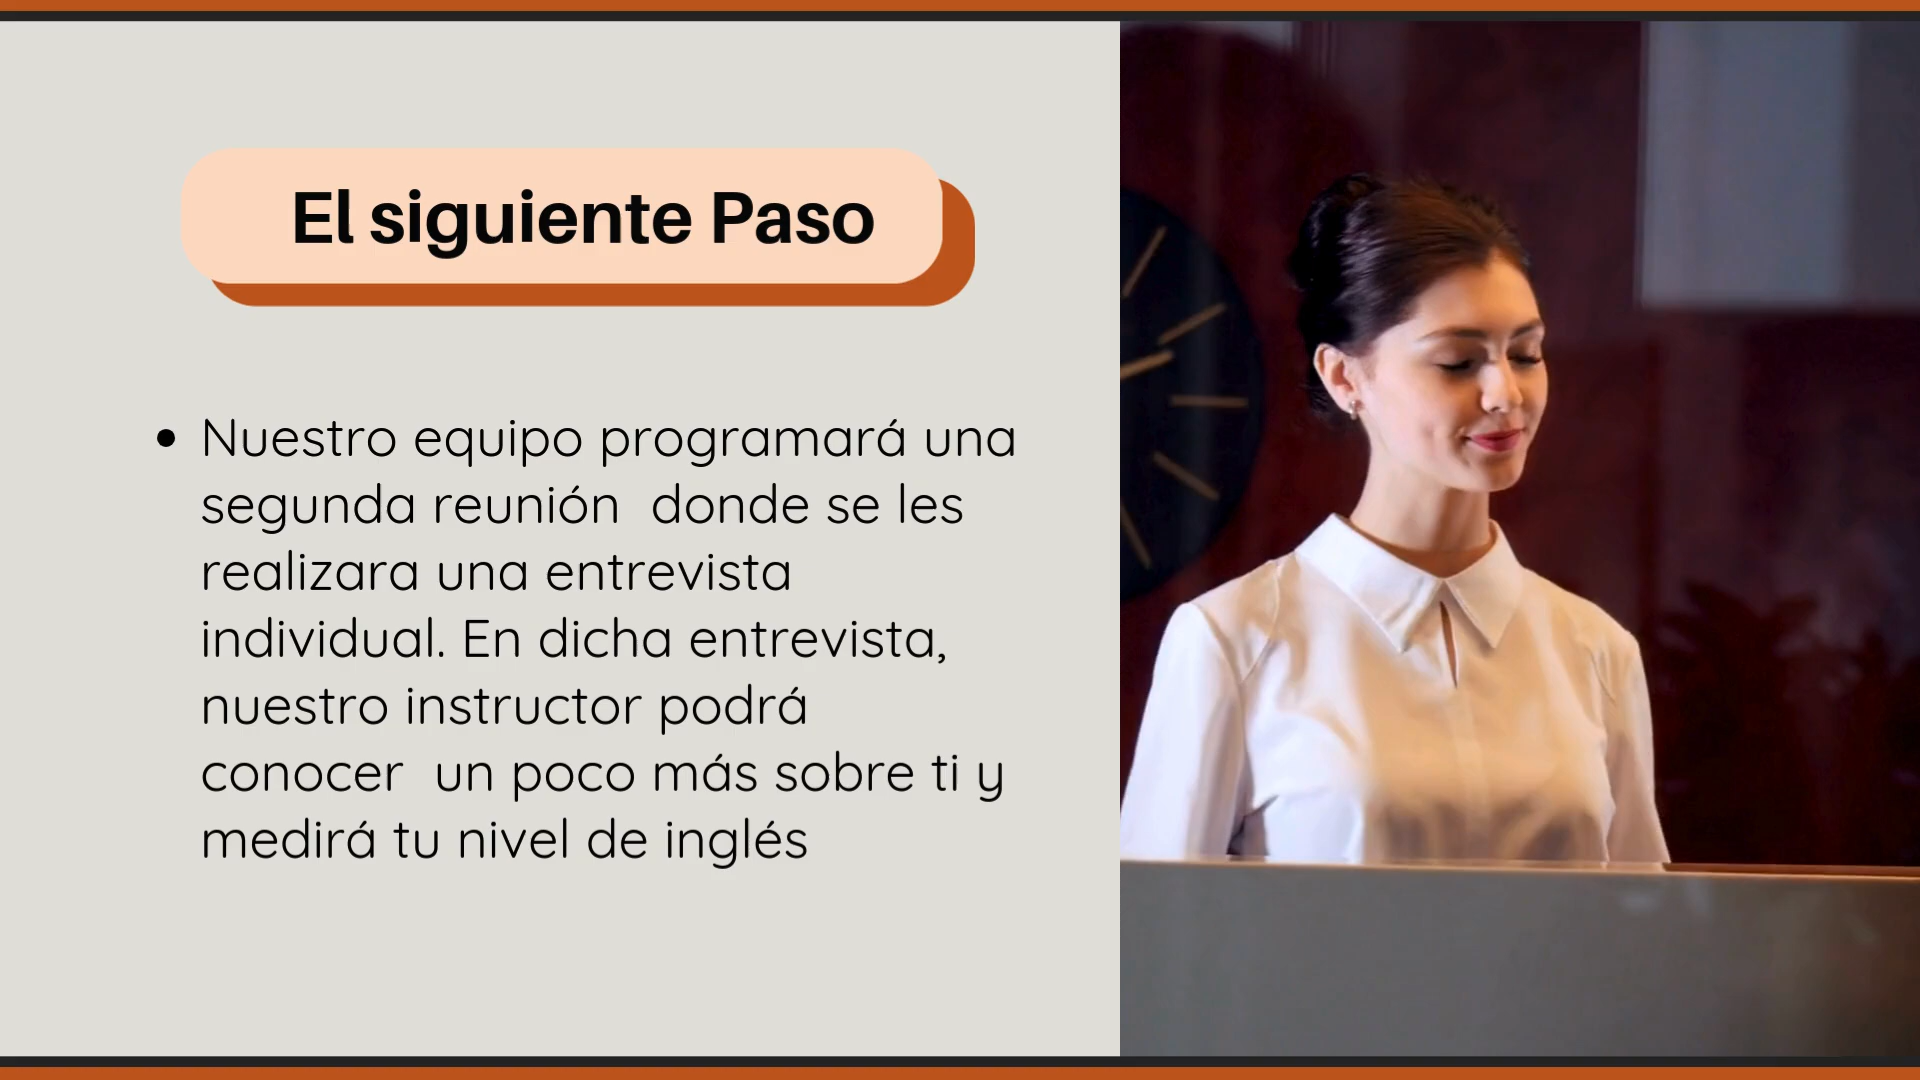 El siguiente Paso
• Nuestro equipo programará una
segunda reunión  donde se les
realizara una entrevista
individual. En dicha entrevista,
nuestro instructor podrá
conocer  un poco más sobre ti y
medirá tu nivel de inglés